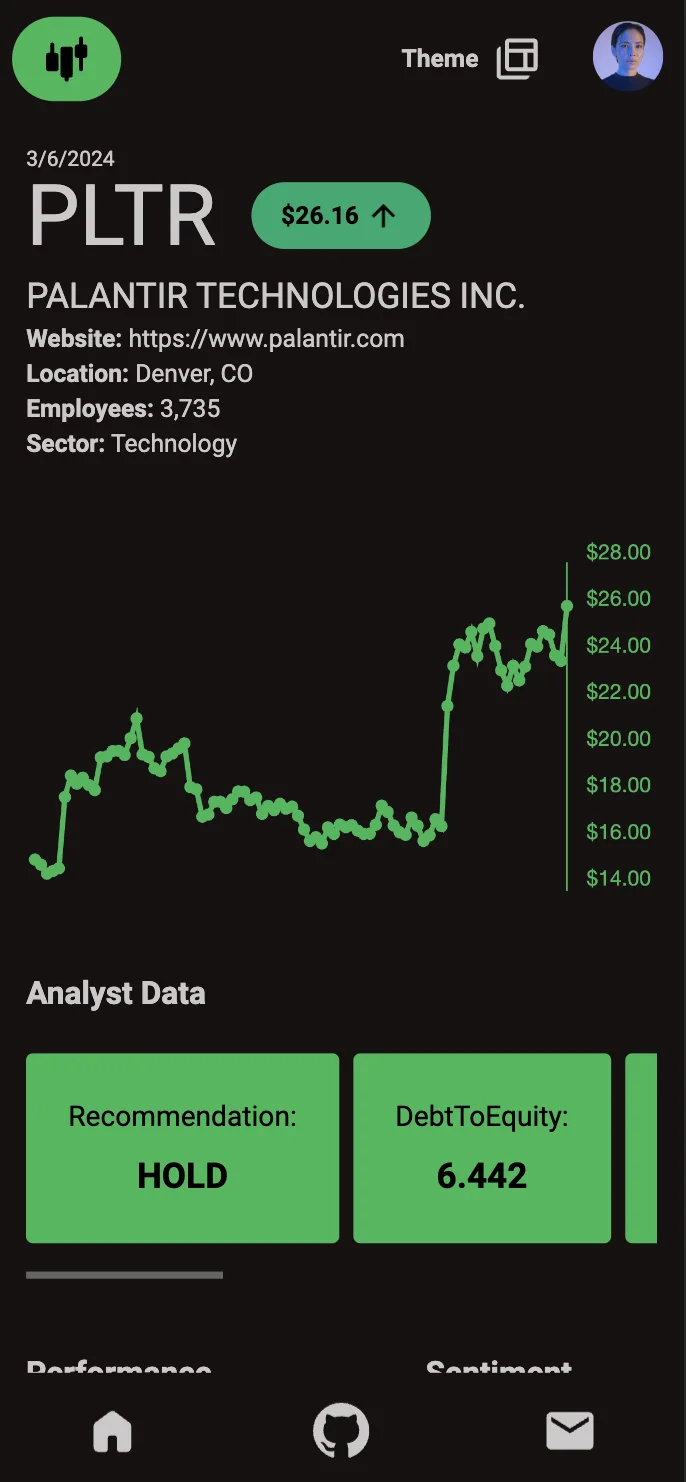 Theme
3/6/2024
PLTR
$26.16
PALANTIR TECHNOLOGIES INC.
Website: https://www.palantir.com
Location: Denver, CO
Employees: 3,735
Sector: Technology
$28.00
$26.00
$24.00
$22.00
$20.00
$18.00
$16.00
$14.00
Analyst Data
Recommendation:
HOLD
DebtToEquity:
6.442
Performance
Sentiment